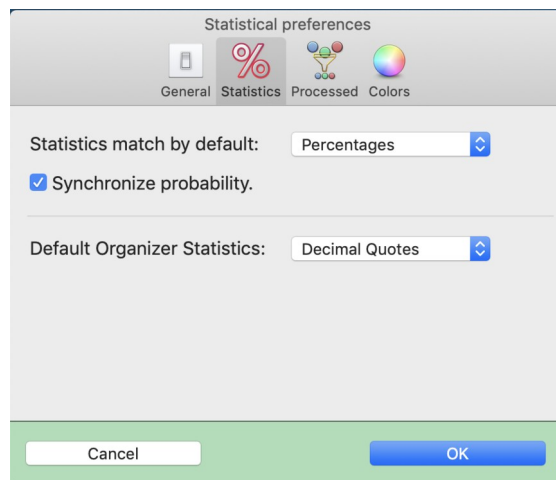 Statistical preferences
General Statistics Processed Colors
Statistics match by default: Percentages
Synchronize probability.
Default Organizer Statistics: Decimal Quotes
Cancel OK